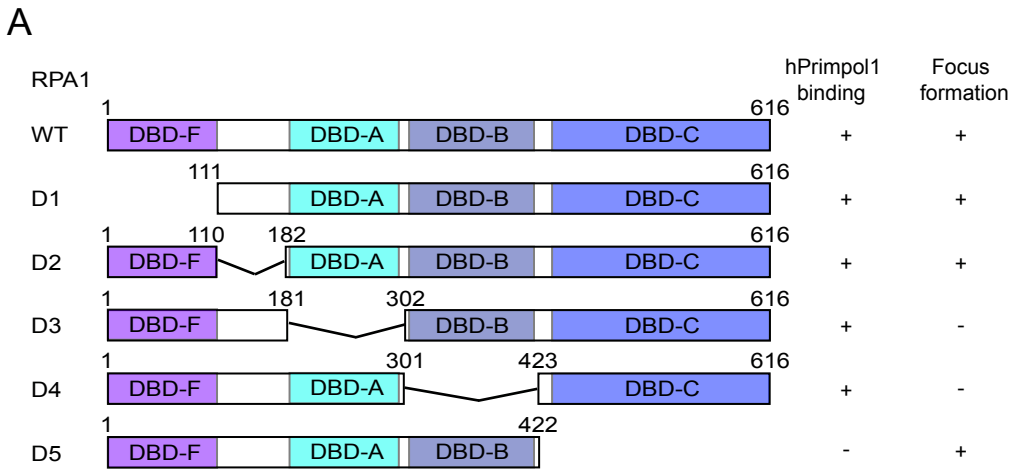 A
RPA1 hPrimpol1 binding Focus formation
1 616
WT DBD-F DBD-A DBD-B DBD-C + +
111 616
D1 DBD-A DBD-B DBD-C + +
1 110 182 616
D2 DBD-F DBD-A DBD-B DBD-C + +
1 181 302 616
D3 DBD-F DBD-B DBD-C + -
1 301 423 616
D4 DBD-F DBD-A DBD-C + -
1 422
D5 DBD-F DBD-A DBD-B - +